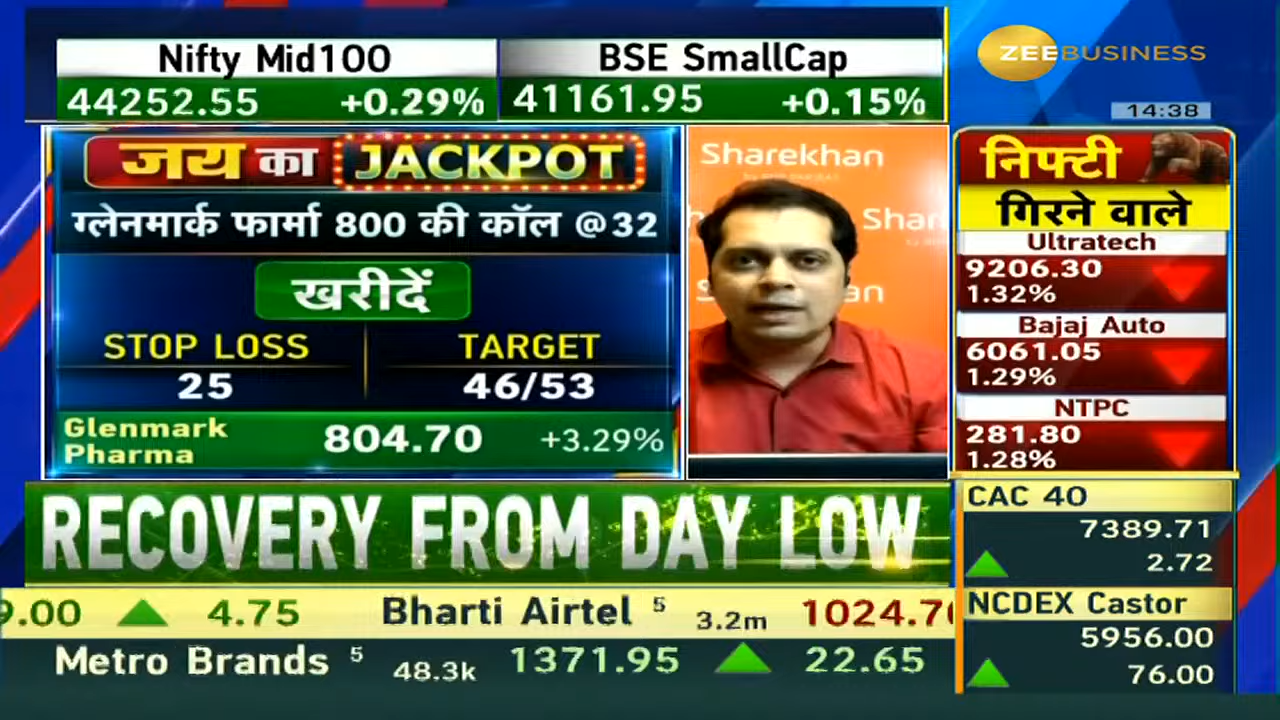 Nifty Mid100
44252.55 +0.29%
BSE SmallCap
41161.95 +0.15%
ZEEBUSINESS
14:38
जय का JACKPOT
ग्लेनमार्क फार्मा 800 की कॉल @32
खरीदें
STOP LOSS
25
TARGET
46/53
Glenmark Pharma 804.70 +3.29%
Sharekhan
निफ्टी
गिरने वाले
Ultratech
9206.30
1.32%
Bajaj Auto
6061.05
1.29%
NTPC
281.80
1.28%
CAC 40
7389.71
2.72
NCDEX Castor
5956.00
76.00
RECOVERY FROM DAY LOW
9.00 4.75 Bharti Airtel 5 3.2m 1024.70
Metro Brands 5 48.3k 1371.95 22.65